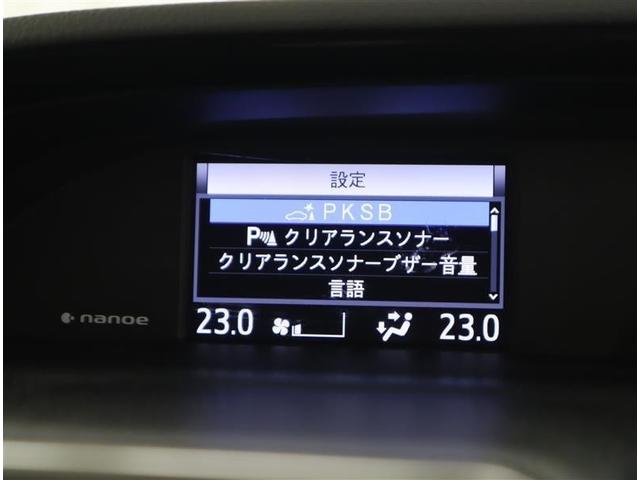 設定
PKSB
P クリアランスソナー
クリアランスソナーブザー音量
言語
23.0 23.0
nanoe